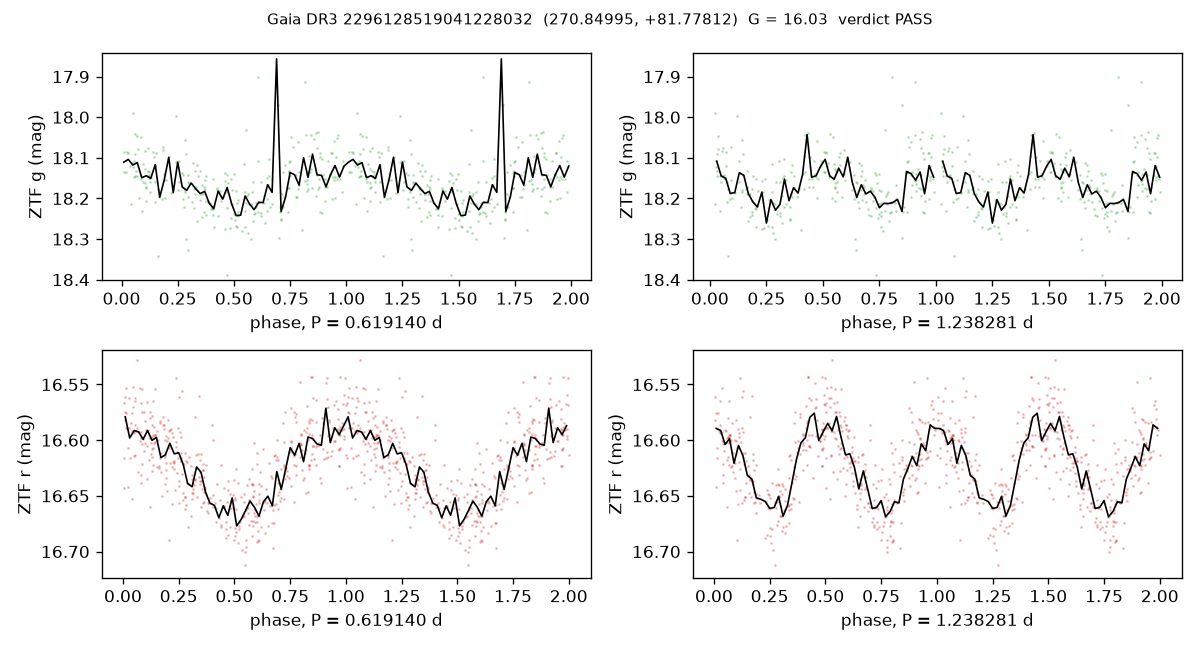 Gaia DR3 2296128519041228032 (270.84995, +81.77812) G = 16.03 verdict PASS
ZTF g (mag)
17.9
18.0
18.1
18.2
18.3
18.4
0.00 0.25 0.50 0.75 1.00 1.25 1.50 1.75 2.00
phase, P = 0.619140 d
ZTF g (mag)
17.9
18.0
18.1
18.2
18.3
18.4
0.00 0.25 0.50 0.75 1.00 1.25 1.50 1.75 2.00
phase, P = 1.238281 d
ZTF r (mag)
16.55
16.60
16.65
16.70
0.00 0.25 0.50 0.75 1.00 1.25 1.50 1.75 2.00
phase, P = 0.619140 d
ZTF r (mag)
16.55
16.60
16.65
16.70
0.00 0.25 0.50 0.75 1.00 1.25 1.50 1.75 2.00
phase, P = 1.238281 d